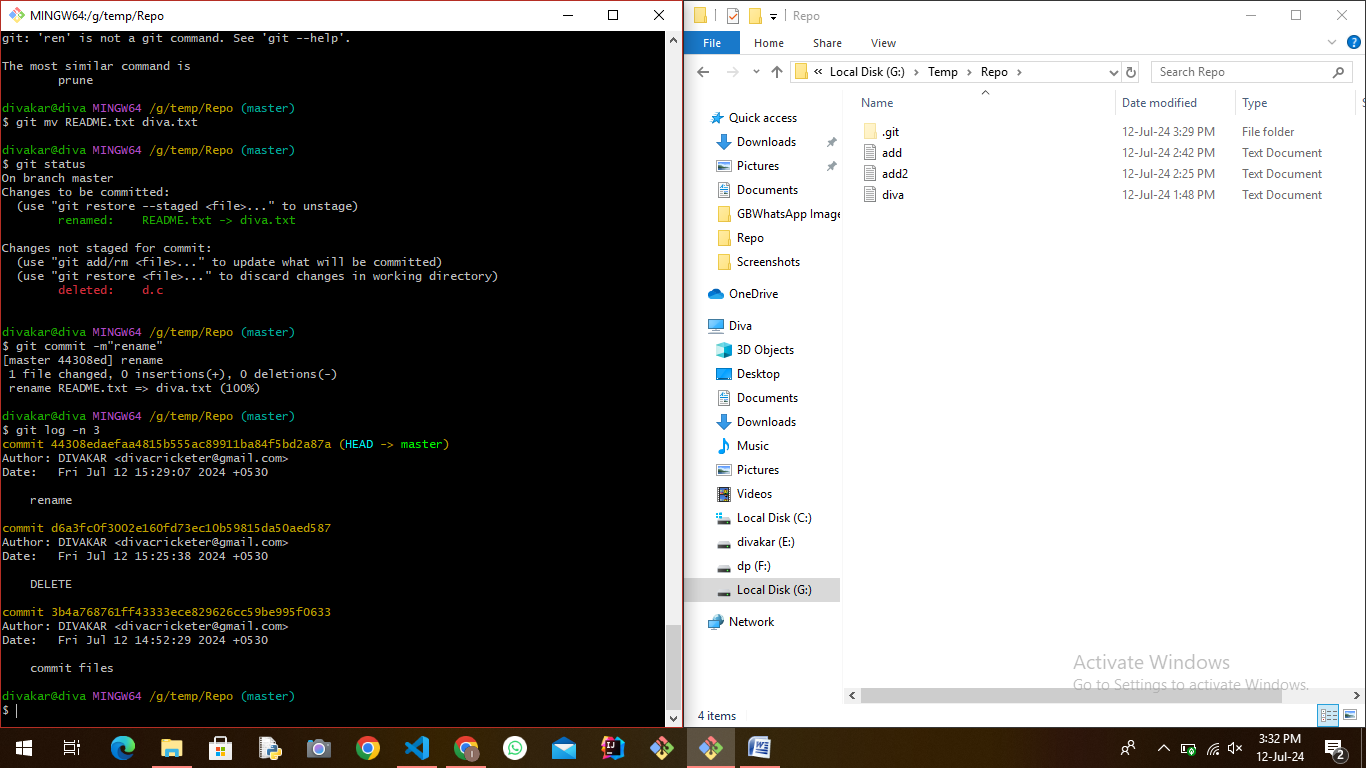 MINGW64:/g/temp/Repo
git: 'ren' is not a git command. See 'git --help'.
The most similar command is
prune
divakar@diva MINGW64 /g/temp/Repo (master)
$ git mv README.txt diva.txt
divakar@diva MINGW64 /g/temp/Repo (master)
$ git status
On branch master
Changes to be committed:
(use "git restore --staged <file>..." to unstage)
renamed:    README.txt -> diva.txt
Changes not staged for commit:
(use "git add/rm <file>..." to update what will be committed)
(use "git restore <file>..." to discard changes in working directory)
deleted:    d.c
divakar@diva MINGW64 /g/temp/Repo (master)
$ git commit -m"rename"
[master 44308ed] rename
1 file changed, 0 insertions(+), 0 deletions(-)
rename README.txt => diva.txt (100%)
divakar@diva MINGW64 /g/temp/Repo (master)
$ git log -n 3
commit 44308edaefaa4815b555ac89911ba84f5bd2a87a (HEAD -> master)
Author: DIVAKAR <divacricketer@gmail.com>
Date:   Fri Jul 12 15:29:07 2024 +0530
rename
commit d6a3fc0f3002e160fd73ec10b59815da50aed587
Author: DIVAKAR <divacricketer@gmail.com>
Date:   Fri Jul 12 15:25:38 2024 +0530
DELETE
commit 3b4a768761ff43333ece829626cc59be995f0633
Author: DIVAKAR <divacricketer@gmail.com>
Date:   Fri Jul 12 14:52:29 2024 +0530
commit files
divakar@diva MINGW64 /g/temp/Repo (master)
$
Repo
File Home Share View
« Local Disk (G:) > Temp > Repo >
Search Repo
Name Date modified Type S
.git 12-Jul-24 3:29 PM File folder
add 12-Jul-24 2:42 PM Text Document
add2 12-Jul-24 2:25 PM Text Document
diva 12-Jul-24 1:48 PM Text Document
Quick access
Downloads
Pictures
Documents
GBWhatsApp Image
Repo
Screenshots
OneDrive
Diva
3D Objects
Desktop
Documents
Downloads
Music
Pictures
Videos
Local Disk (C:)
divakar (E:)
dp (F:)
Local Disk (G:)
Network
Activate Windows
Go to Settings to activate Windows.
4 items
3:32 PM
12-Jul-24
2